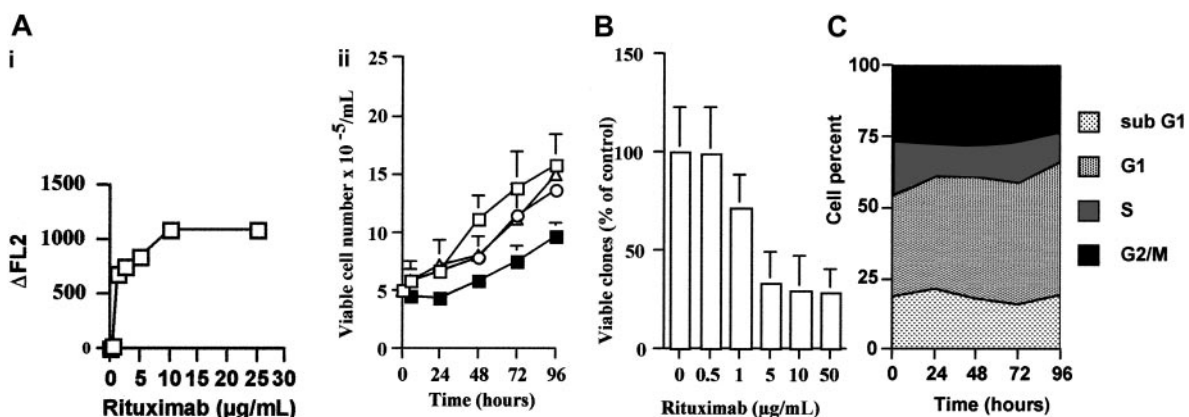 A
i
1500
1000
500
0
ΔFL2
0 5 10 15 20 25 30
Rituximab (μg/mL)
ii
25
20
15
10
5
0
Viable cell number x 10 -5/mL
0 24 48 72 96
Time (hours)
B
150
100
50
0
Viable clones (% of control)
0 0.5 1 5 10 50
Rituximab (μg/mL)
C
100
75
50
25
0
Cell percent
0 24 48 72 96
Time (hours)
sub G1
G1
S
G2/M